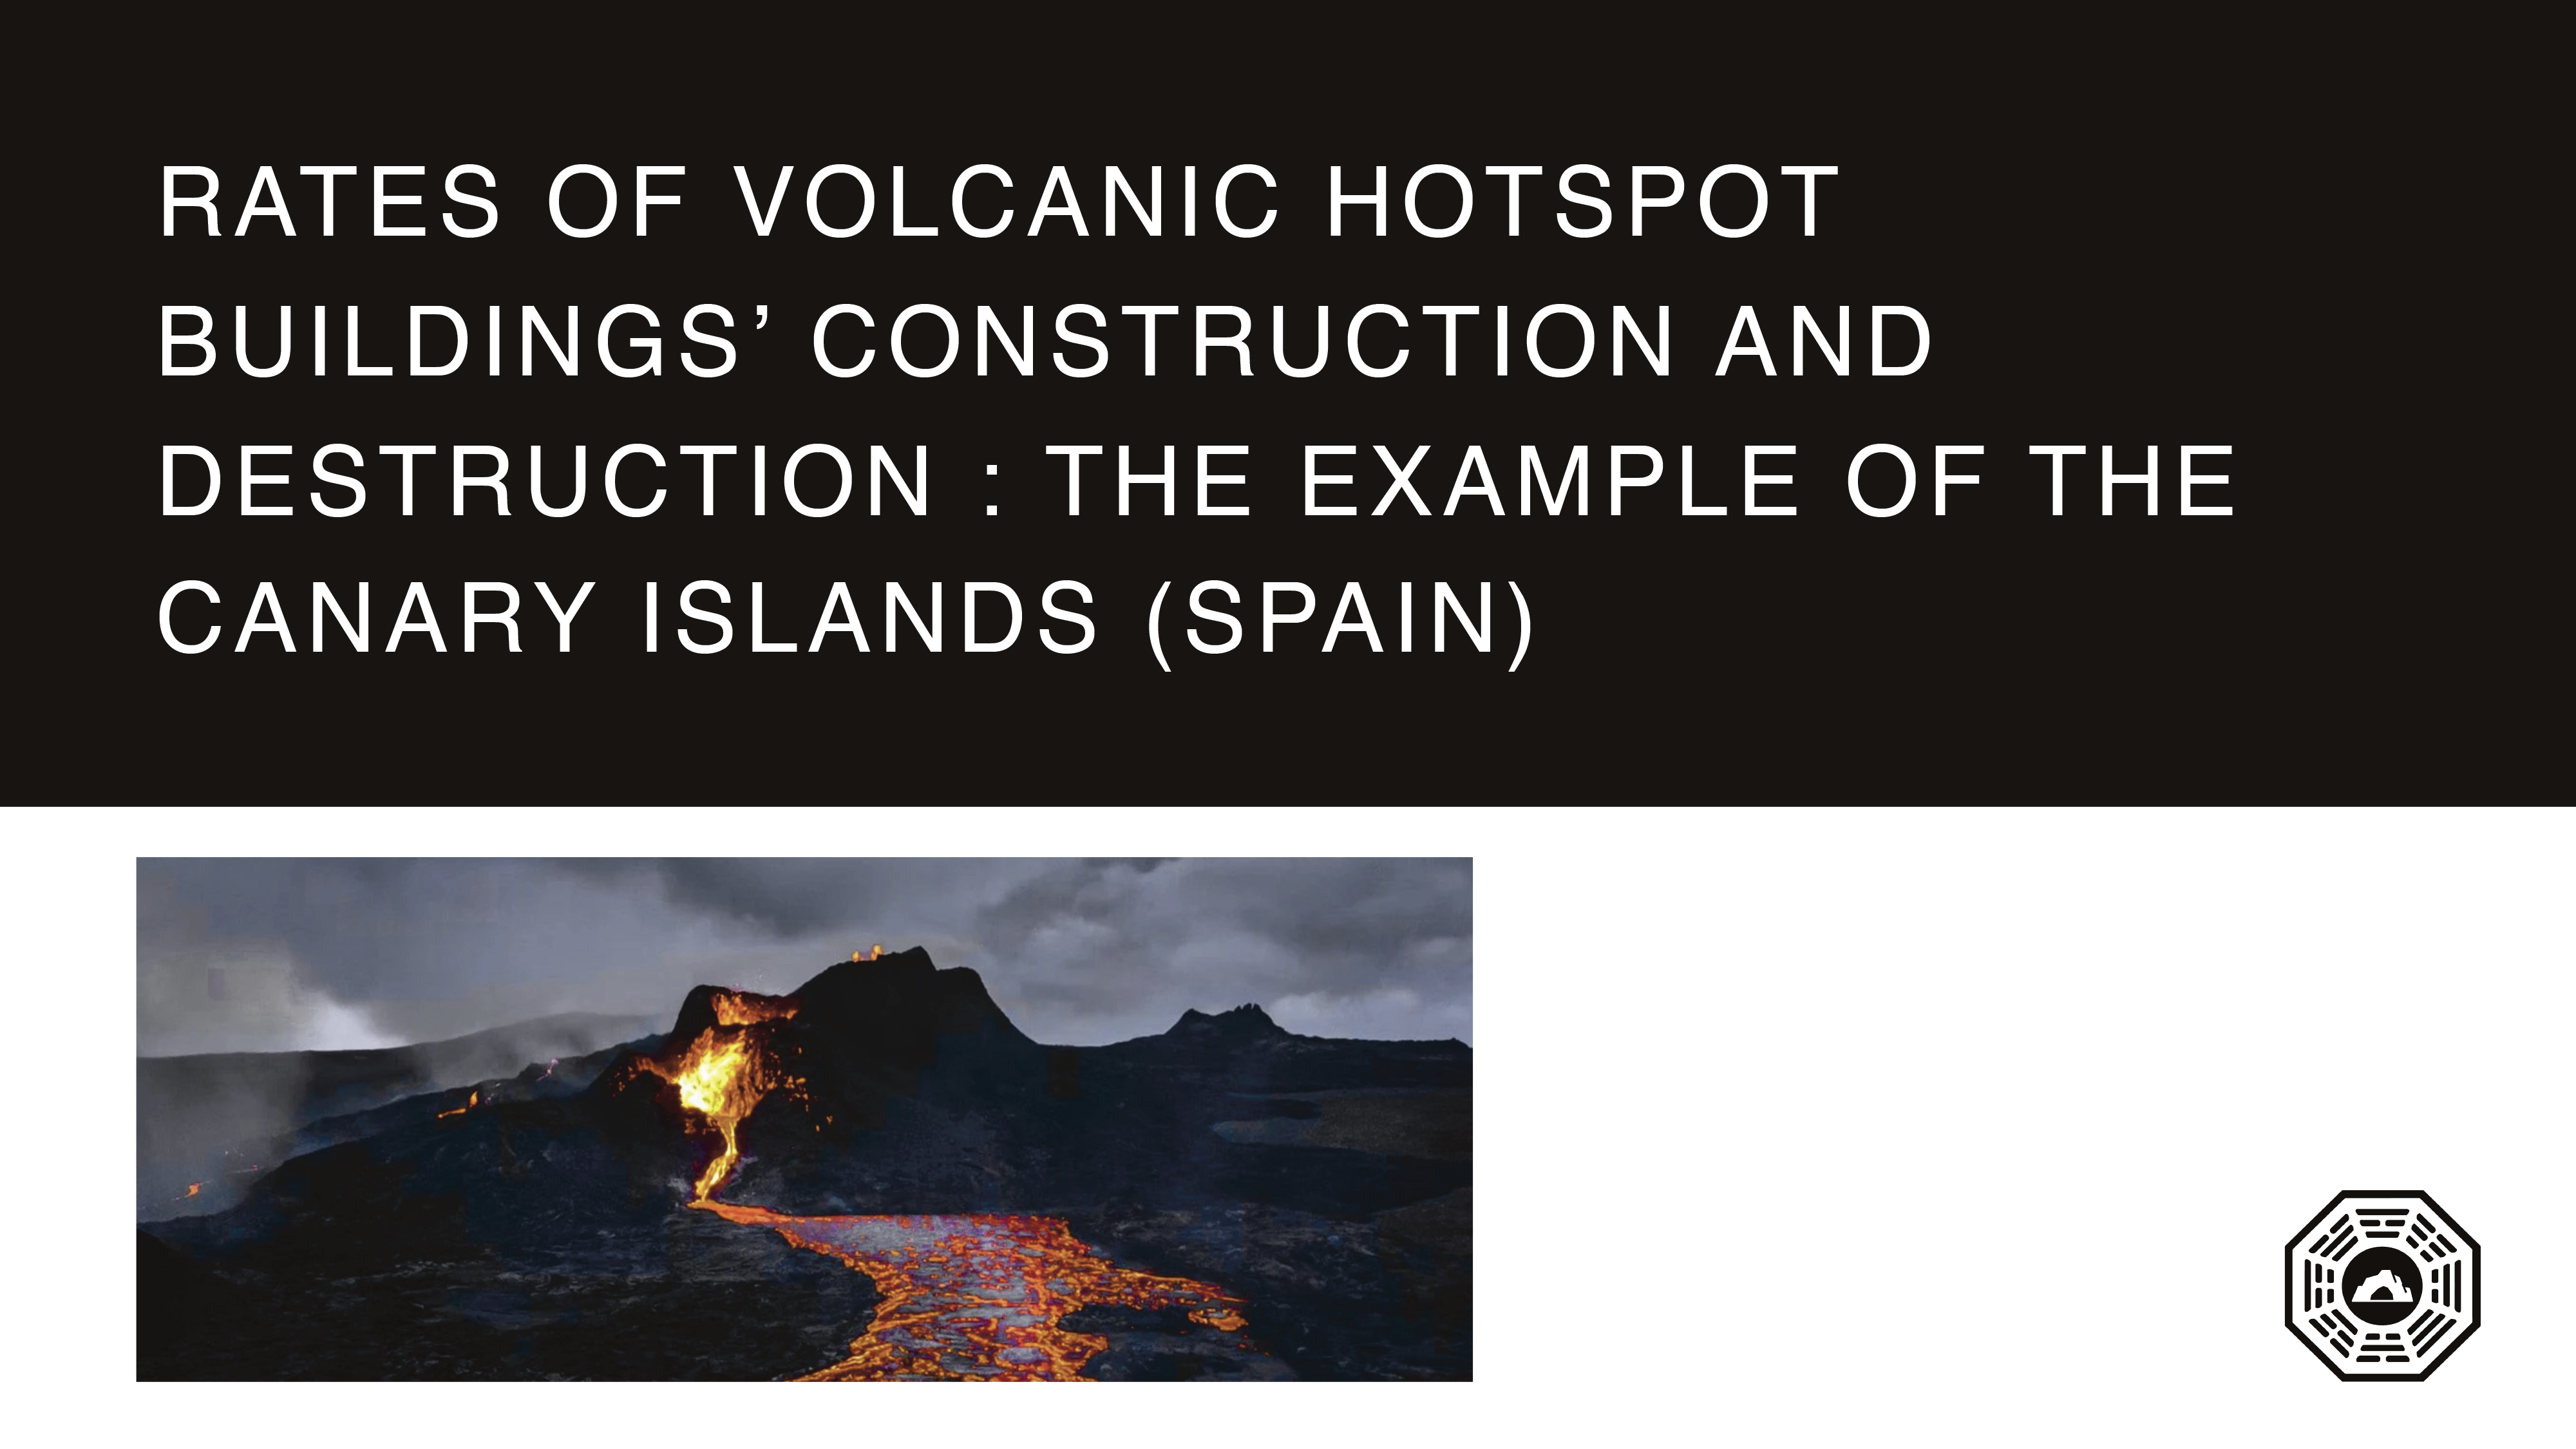 RATES OF VOLCANIC HOTSPOT
BUILDINGS’ CONSTRUCTION AND
DESTRUCTION : THE EXAMPLE OF THE
CANARY ISLANDS (SPAIN)